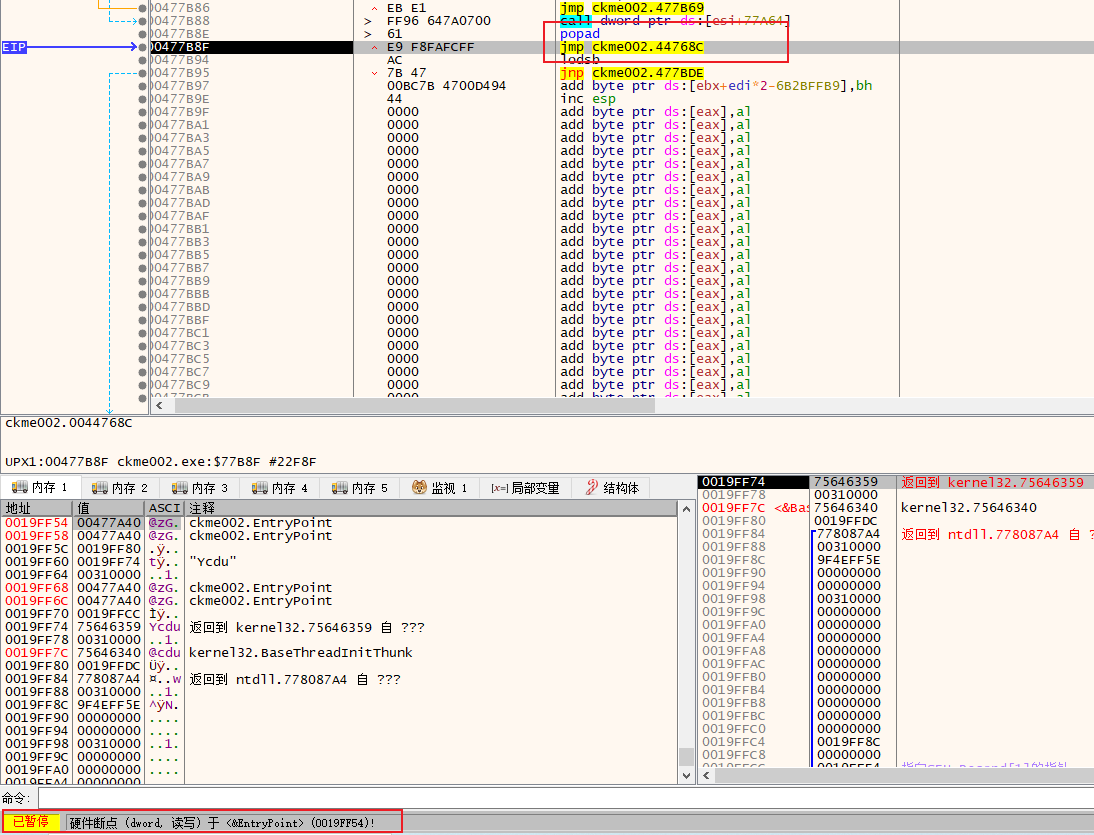 00477B86 ^ EB E1 jmp ckme002.477B69
00477B88 > FF96 647A0700 call dword ptr ds:[esi+77A64]
00477B8E > 61 popad
EIP 00477B8F ^ E9 F8FAFCFF jmp ckme002.44768C
00477B94 AC lodsb
00477B95 v 7B 47 jnp ckme002.477BDE
00477B97 00BC7B 4700D494 add byte ptr ds:[ebx+edi*2-6B2BFFB9],bh
00477B9E 44 inc esp
00477B9F 0000 add byte ptr ds:[eax],al
00477BA1 0000 add byte ptr ds:[eax],al
00477BA3 0000 add byte ptr ds:[eax],al
00477BA5 0000 add byte ptr ds:[eax],al
00477BA7 0000 add byte ptr ds:[eax],al
00477BA9 0000 add byte ptr ds:[eax],al
00477BAB 0000 add byte ptr ds:[eax],al
00477BAD 0000 add byte ptr ds:[eax],al
00477BAF 0000 add byte ptr ds:[eax],al
00477BB1 0000 add byte ptr ds:[eax],al
00477BB3 0000 add byte ptr ds:[eax],al
00477BB5 0000 add byte ptr ds:[eax],al
00477BB7 0000 add byte ptr ds:[eax],al
00477BB9 0000 add byte ptr ds:[eax],al
00477BBB 0000 add byte ptr ds:[eax],al
00477BBD 0000 add byte ptr ds:[eax],al
00477BBF 0000 add byte ptr ds:[eax],al
00477BC1 0000 add byte ptr ds:[eax],al
00477BC3 0000 add byte ptr ds:[eax],al
00477BC5 0000 add byte ptr ds:[eax],al
00477BC7 0000 add byte ptr ds:[eax],al
00477BC9 0000 add byte ptr ds:[eax],al
ckme002.0044768C
UPX1:00477B8F ckme002.exe:$77B8F #22F8F
内存 1 内存 2 内存 3 内存 4 内存 5 监视 1 [x=] 局部变量 结构体
地址 值 ASCI 注释
0019FF54 00477A40 @zG. ckme002.EntryPoint
0019FF58 00477A40 @zG. ckme002.EntryPoint
0019FF5C 0019FF80 .ÿ..
0019FF60 0019FF74 tÿ.. "Ycdu"
0019FF64 00310000 ..1.
0019FF68 00477A40 @zG. ckme002.EntryPoint
0019FF6C 00477A40 @zG. ckme002.EntryPoint
0019FF70 0019FFCC Ìÿ..
0019FF74 75646359 Ycdu 返回到 kernel32.75646359 自 ???
0019FF78 00310000 ..1.
0019FF7C 75646340 @cdu kernel32.BaseThreadInitThunk
0019FF80 0019FFDC Üÿ..
0019FF84 778087A4 ¤..w 返回到 ntdll.778087A4 自 ???
0019FF88 00310000 ..1.
0019FF8C 9F4EFF5E ^ÿN.
0019FF90 00000000 ....
0019FF94 00000000 ....
0019FF98 00310000 ..1.
0019FF9C 00000000 ....
0019FFA0 00000000 ....
0019FFA4 00000000
0019FF74 75646359 返回到 kernel32.75646359
0019FF78 00310000
0019FF7C <&Bas 75646340 kernel32.75646340
0019FF80 0019FFDC
0019FF84 778087A4 返回到 ntdll.778087A4 自 ?
0019FF88 00310000
0019FF8C 9F4EFF5E
0019FF90 00000000
0019FF94 00000000
0019FF98 00310000
0019FF9C 00000000
0019FFA0 00000000
0019FFA4 00000000
0019FFA8 00000000
0019FFAC 00000000
0019FFB0 00000000
0019FFB4 00000000
0019FFB8 00000000
0019FFBC 00000000
0019FFC0 00000000
0019FFC4 0019FF8C
0019FFC8 00000000
命令:
已暂停 硬件断点 (dword, 读写) 于 <&EntryPoint> (0019FF54)!